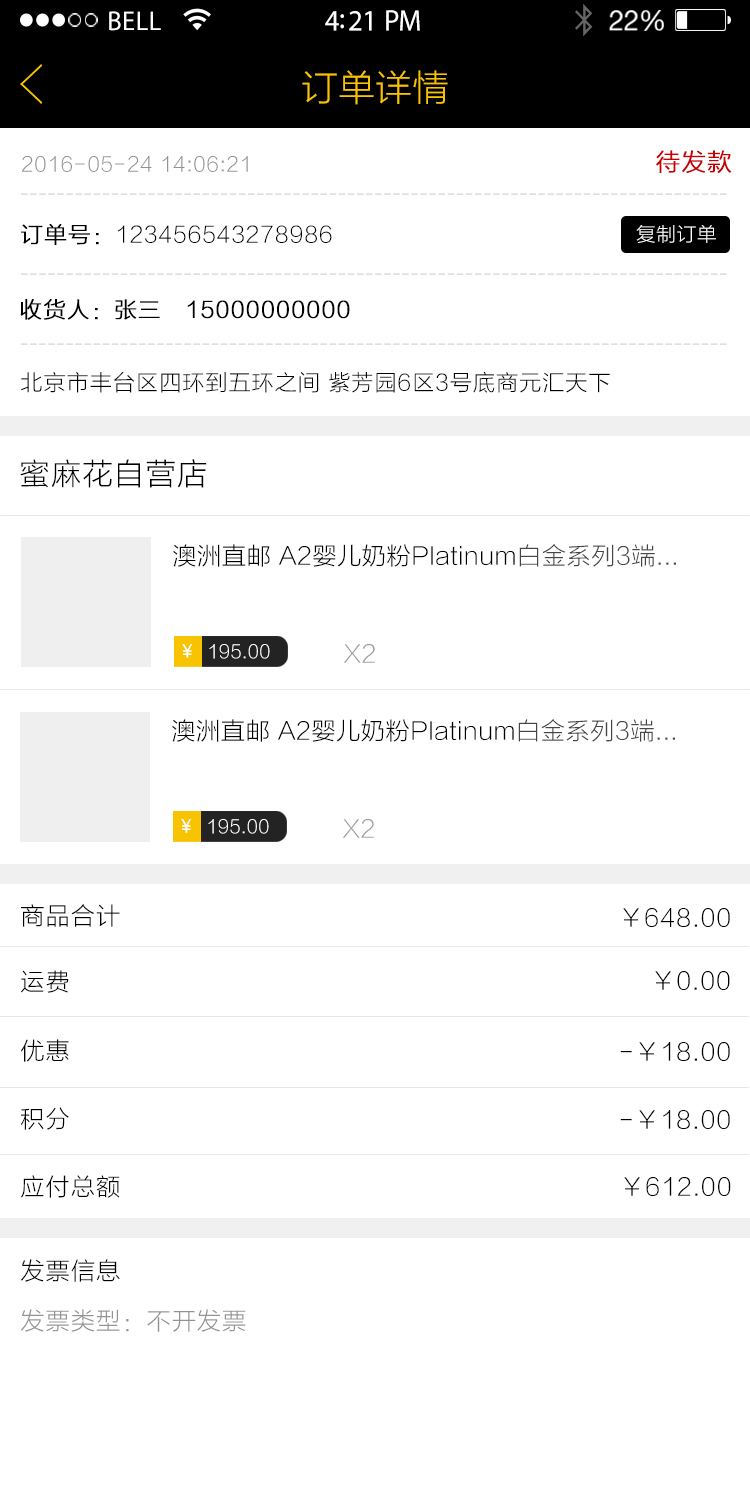 BELL 4:21 PM 22%
订单详情
2016-05-24 14:06:21 待发款
订单号：123456543278986 复制订单
收货人：张三 15000000000
北京市丰台区四环到五环之间 紫芳园6区3号底商元汇天下
蜜麻花自营店
澳洲直邮 A2婴儿奶粉Platinum白金系列3端...
¥ 195.00 X2
澳洲直邮 A2婴儿奶粉Platinum白金系列3端...
¥ 195.00 X2
商品合计 ¥648.00
运费 ¥0.00
优惠 -¥18.00
积分 -¥18.00
应付总额 ¥612.00
发票信息
发票类型：不开发票